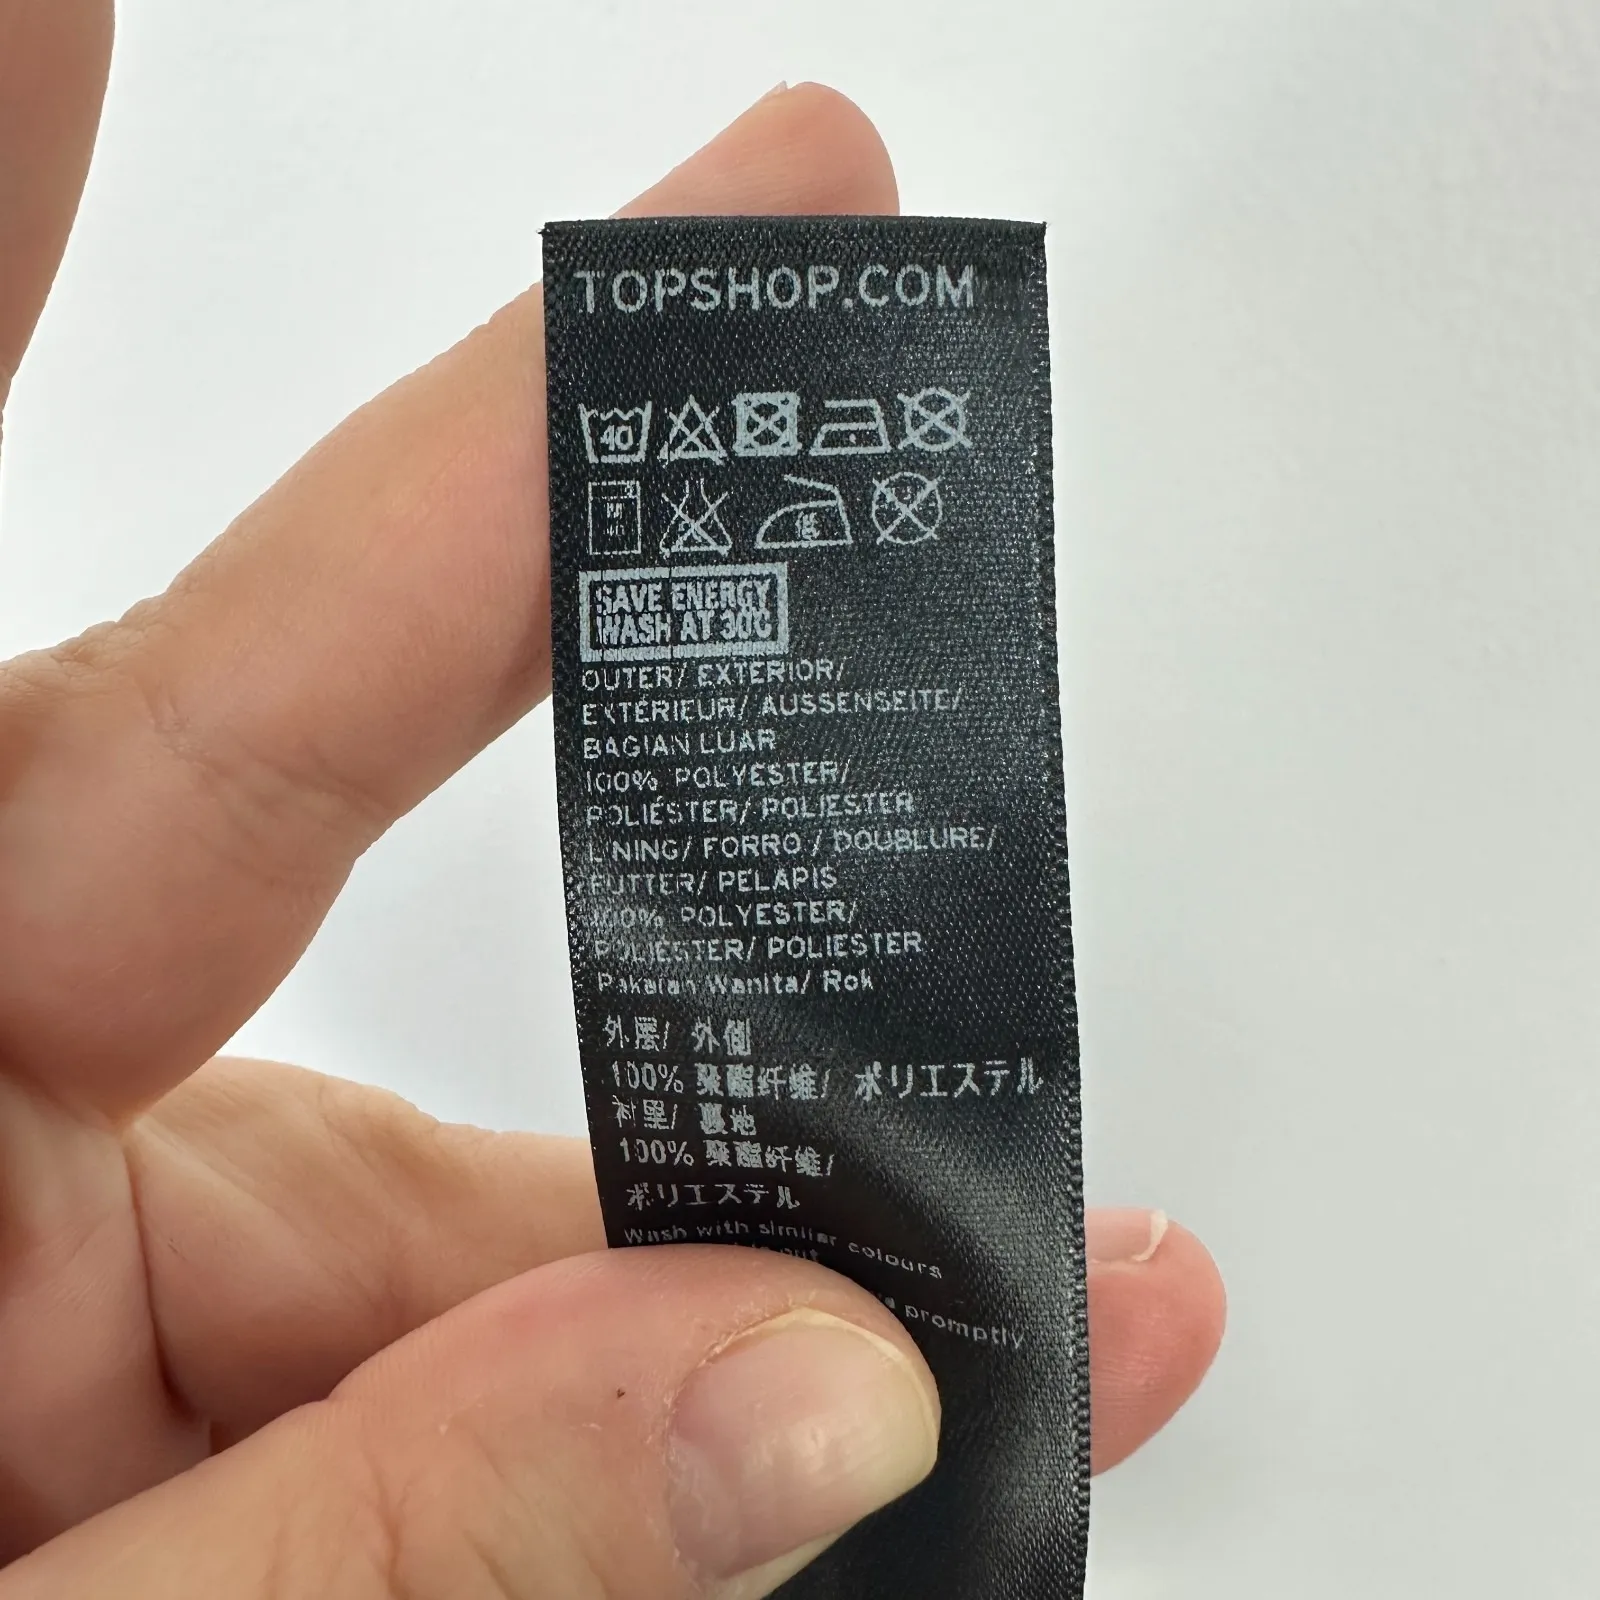 TOPSHOP.COM
40
SAVE ENERGY
WASH AT 30C
OUTER/ EXTERIOR/
EXTÉRIEUR/ AUSSENSEITE/
BAGIAN LUAR
100% POLYESTER/
POLIÉSTER/ POLIESTER
LINING/ FORRO / DOUBLURE/
FUTTER/ PELAPIS
100% POLYESTER/
POLIÉSTER/ POLIESTER
Pakaian Wanita/ Rok
外层/ 外側
100% 聚酯纤维/ ポリエステル
衬里/ 裏地
100% 聚酯纤维/
ポリエステル
Wash with similar colours
out
promptly